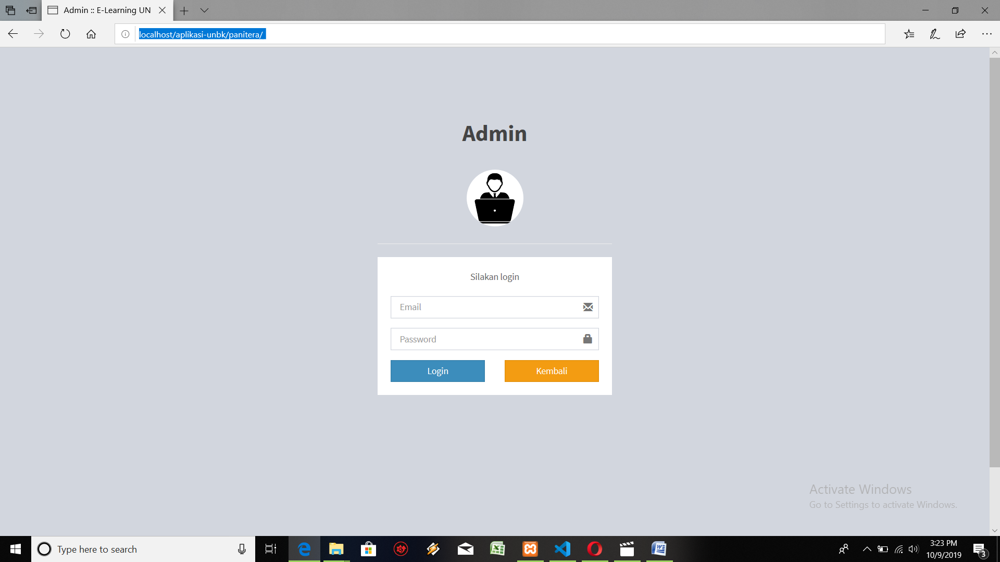 Admin :: E-Learning UN
localhost/aplikasi-unbk/panitera/
Admin
Silakan login
Email
Password
Login
Kembali
Activate Windows
Go to Settings to activate Windows.
Type here to search
3:23 PM
10/9/2019
3